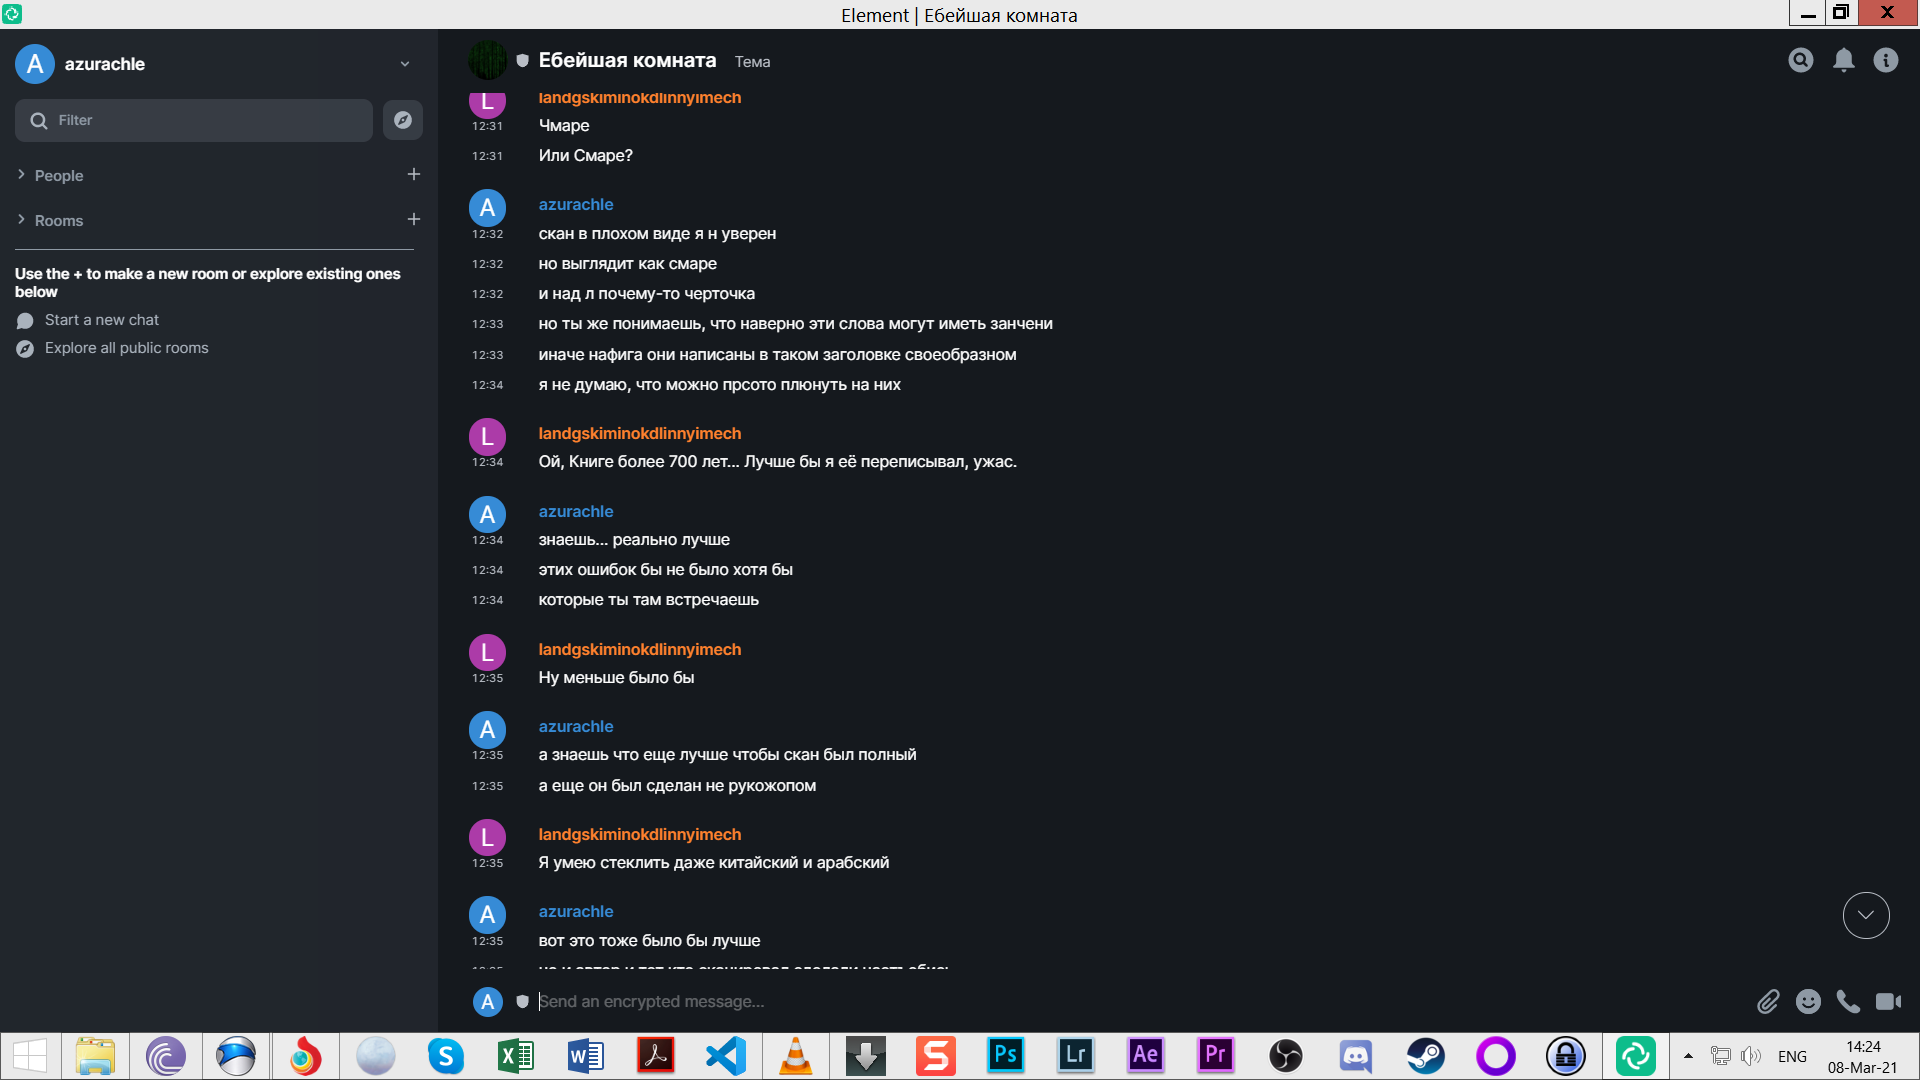 Element | Ебейшая комната
A azurachle
Filter
People
Rooms
Use the + to make a new room or explore existing ones
below
Start a new chat
Explore all public rooms
Ебейшая комната Тема
L landgskiminokdlinnyimech
12:31 Чмаре
12:31 Или Смаре?
A azurachle
12:32 скан в плохом виде я н уверен
12:32 но выглядит как смаре
12:32 и над л почему-то черточка
12:33 но ты же понимаешь, что наверно эти слова могут иметь занчени
12:33 иначе нафига они написаны в таком заголовке своеобразном
12:34 я не думаю, что можно прсото плюнуть на них
L landgskiminokdlinnyimech
12:34 Ой, Книге более 700 лет... Лучше бы я её переписывал, ужас.
A azurachle
12:34 знаешь... реально лучше
12:34 этих ошибок бы не было хотя бы
12:34 которые ты там встречаешь
L landgskiminokdlinnyimech
12:35 Ну меньше было бы
A azurachle
12:35 а знаешь что еще лучше чтобы скан был полный
12:35 а еще он был сделан не рукожопом
L landgskiminokdlinnyimech
12:35 Я умею стеклить даже китайский и арабский
A azurachle
12:35 вот это тоже было бы лучше
A Send an encrypted message...
S X W Ps Lr Ae Pr S
ENG
14:24
08-Mar-21